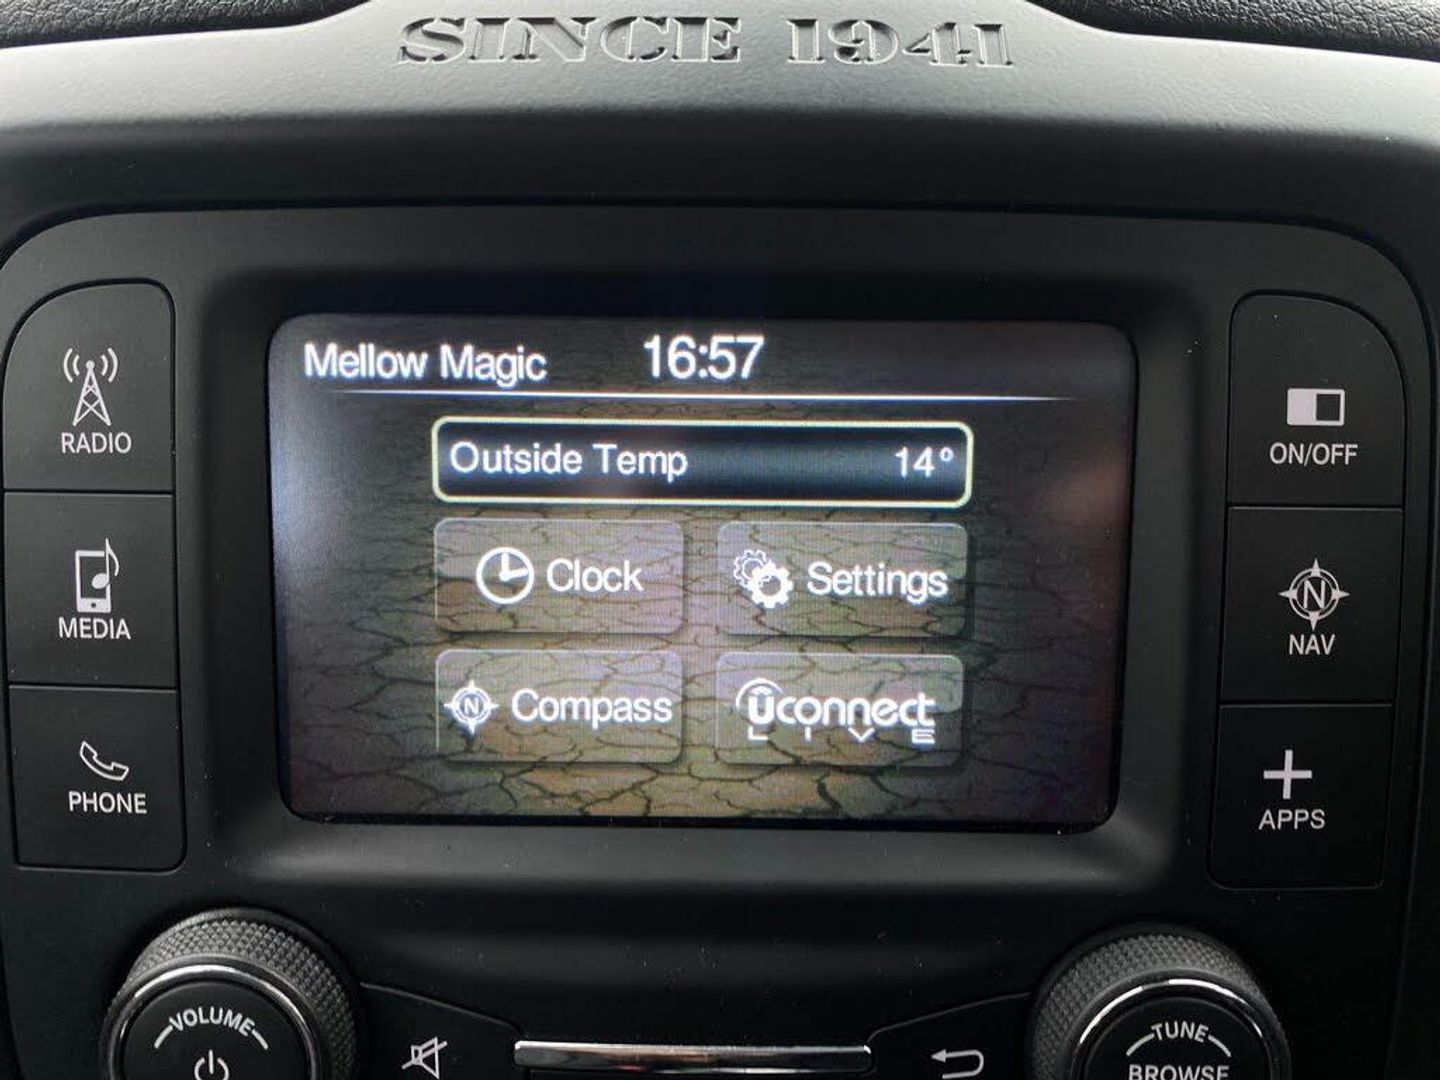 SINCE 1941
Mellow Magic 16:57
Outside Temp 14°
Clock
Settings
N Compass
uconnect
LIVE
RADIO
MEDIA
PHONE
ON/OFF
N
NAV
APPS
VOLUME
TUNE
BROWSE